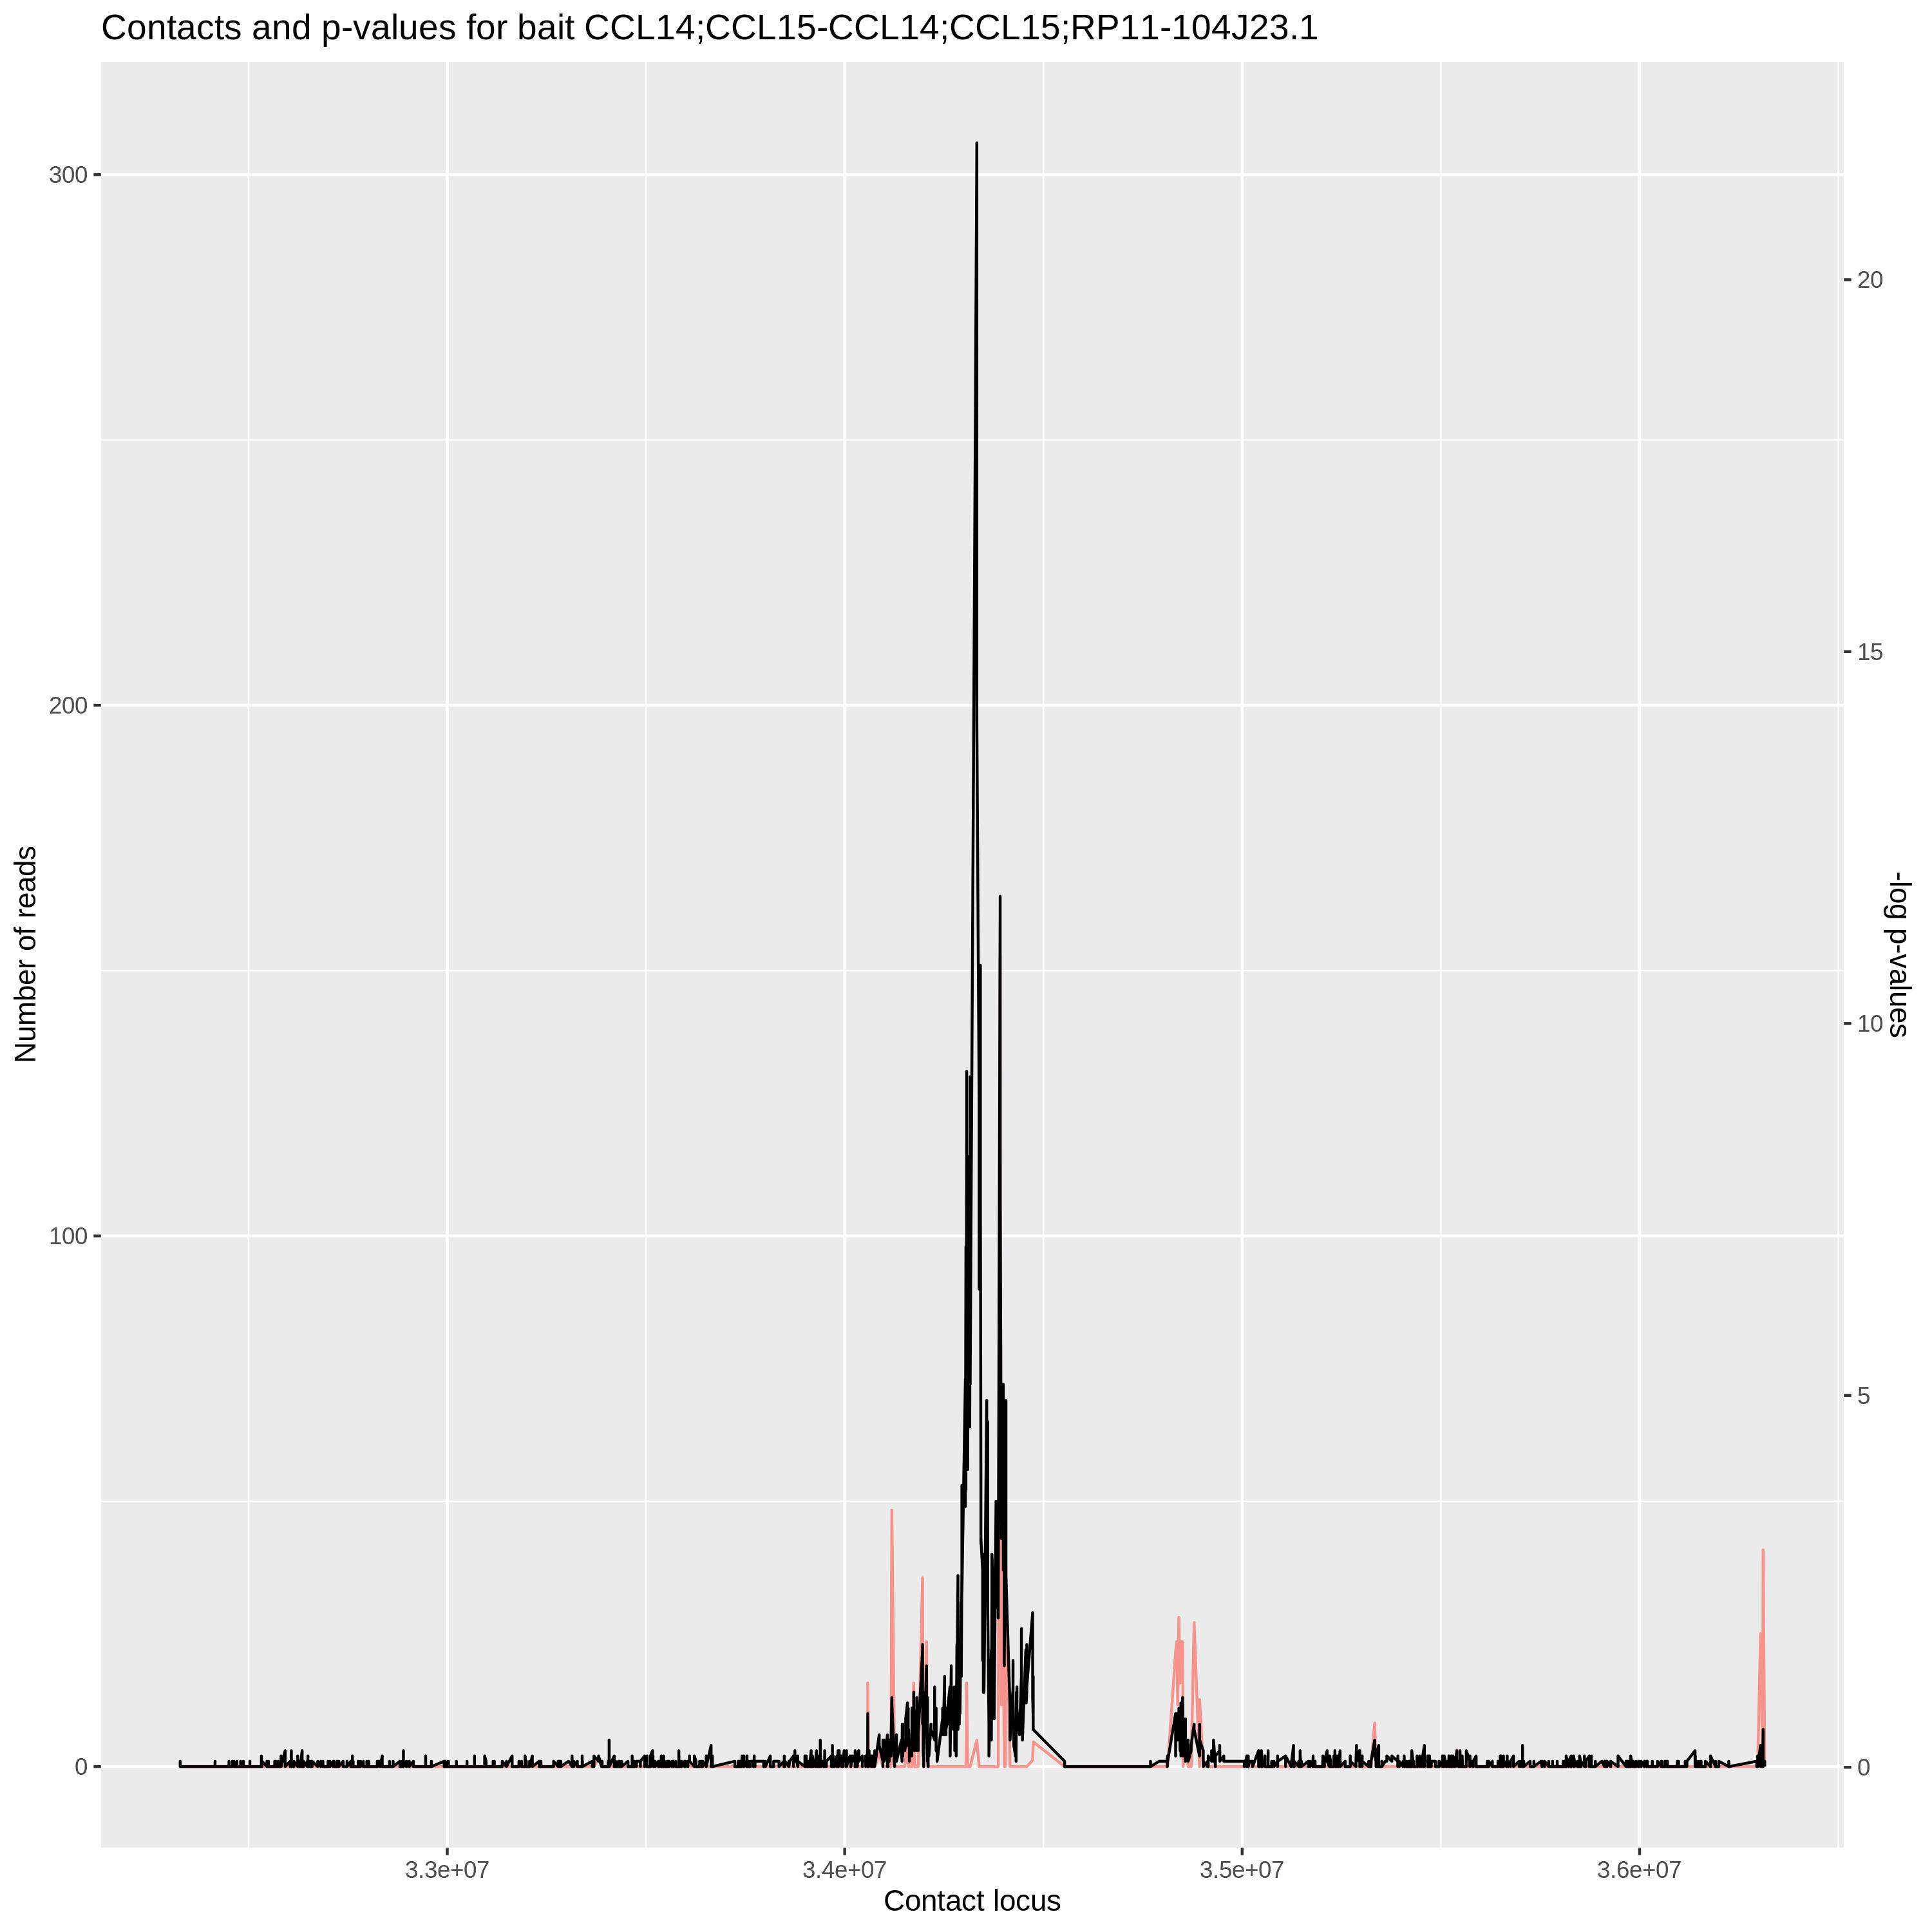 Contacts and p-values for bait CCL14;CCL15-CCL14;CCL15;RP11-104J23.1
300
200
100
0
Number of reads
20
15
10
5
0
-log p-values
3.3e+07
3.4e+07
3.5e+07
3.6e+07
Contact locus